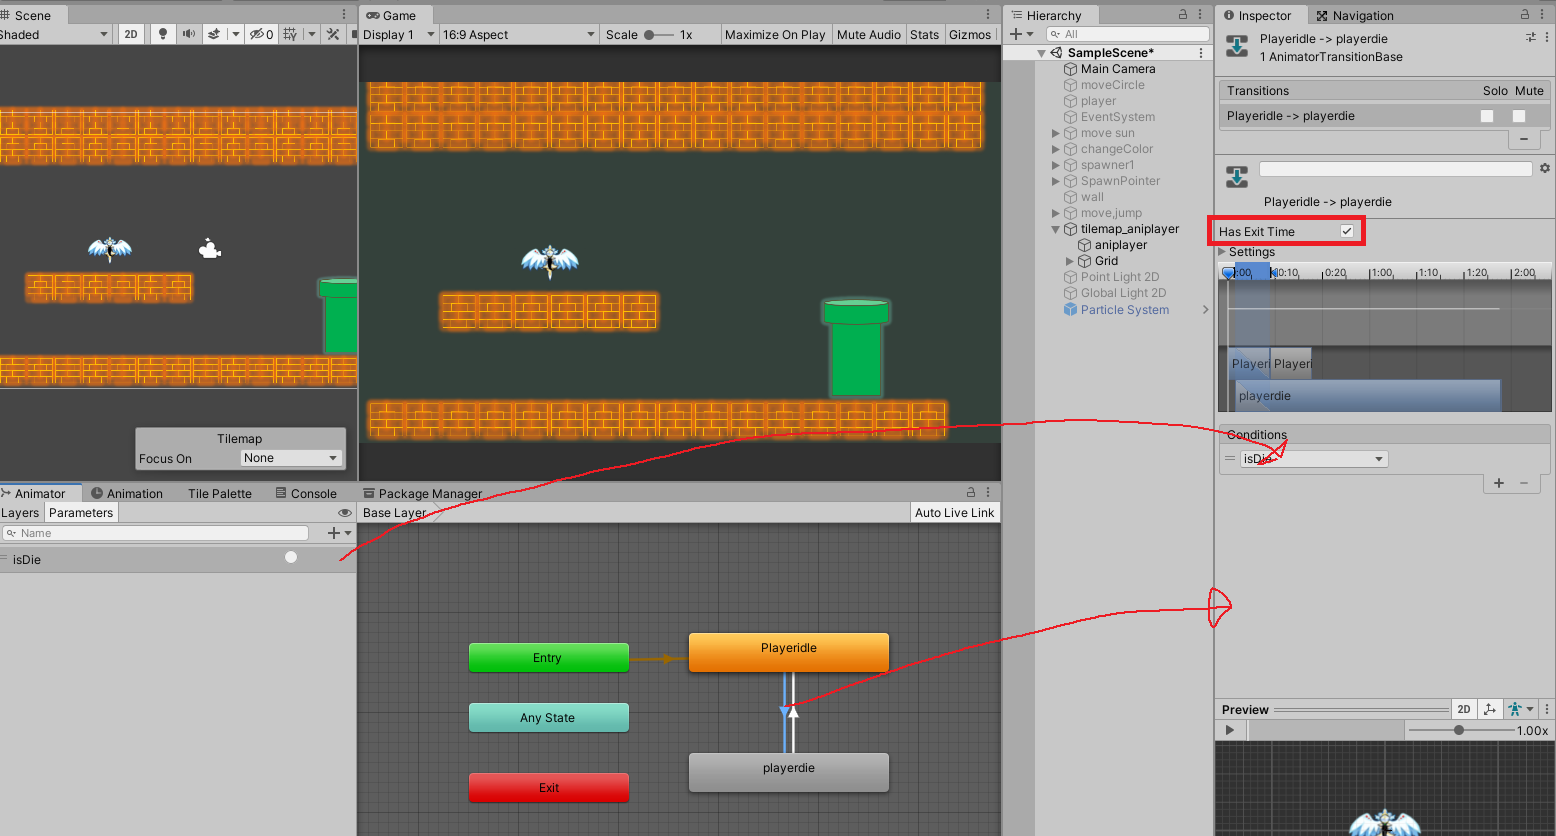 Scene
Game
Hierarchy
Inspector
Navigation
Shaded
2D
0
Display 1
16:9 Aspect
Scale
1x
Maximize On Play
Mute Audio
Stats
Gizmos
All
SampleScene*
Main Camera
moveCircle
player
EventSystem
move sun
changeColor
spawner1
SpawnPointer
wall
move,jump
tilemap_aniplayer
aniplayer
Grid
Point Light 2D
Global Light 2D
Particle System
Playeridle -> playerdie
1 AnimatorTransitionBase
Transitions
Solo
Mute
Playeridle -> playerdie
Playeridle -> playerdie
Has Exit Time
Settings
0:00
0:10
0:20
1:00
1:10
1:20
2:00
Playeri
Playeri
playerdie
Conditions
isDie
Tilemap
Focus On
None
Animator
Animation
Tile Palette
Console
Package Manager
Layers
Parameters
Base Layer
Auto Live Link
Name
isDie
Entry
Any State
Exit
Playeridle
playerdie
Preview
2D
1.00x